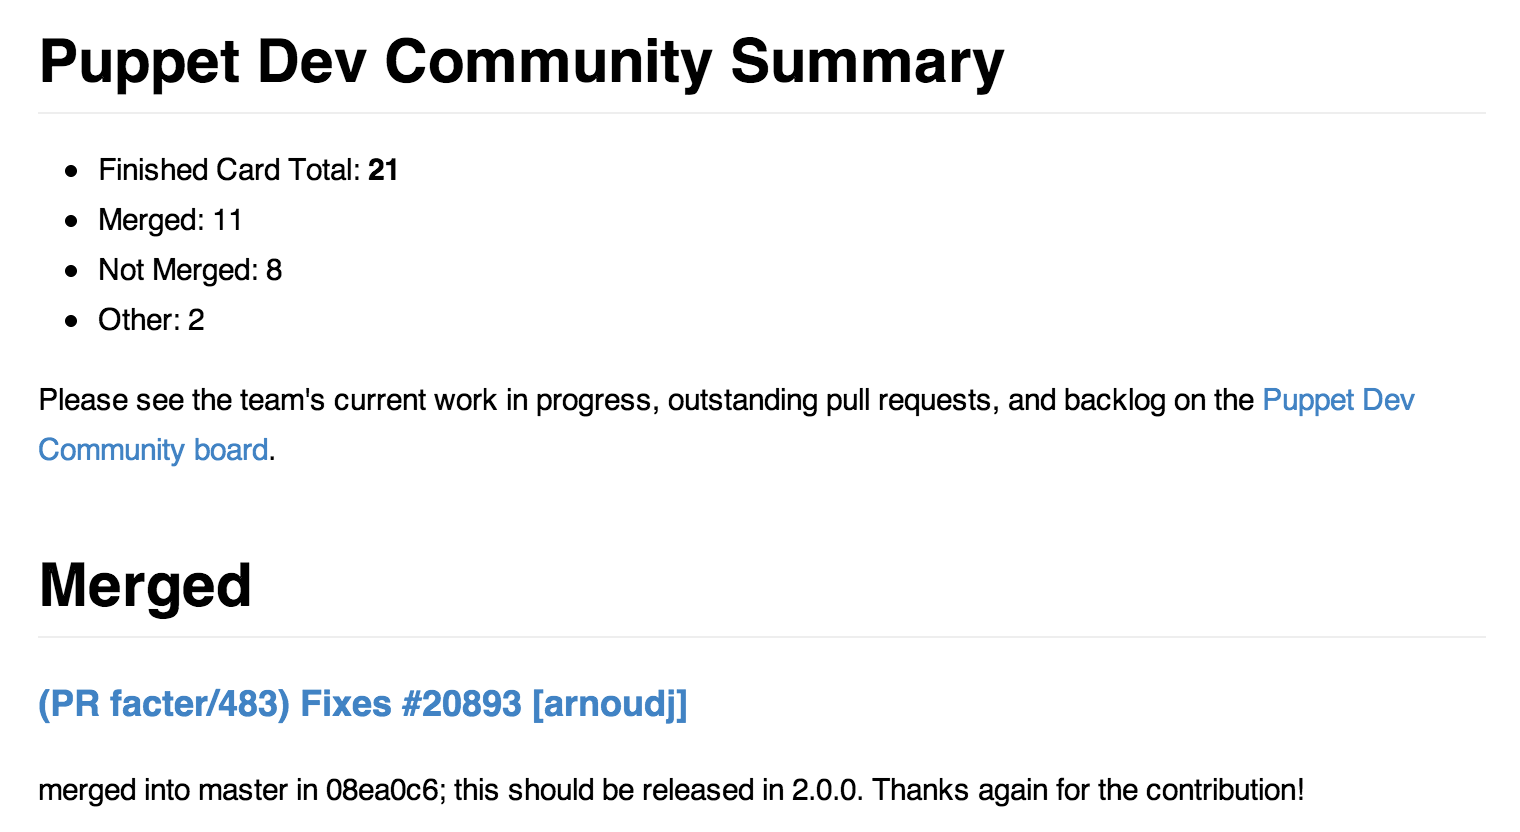 Puppet Dev Community Summary
Finished Card Total: 21
Merged: 11
Not Merged: 8
Other: 2
Please see the team's current work in progress, outstanding pull requests, and backlog on the Puppet Dev
Community board.
Merged
(PR facter/483) Fixes #20893 [arnoudj]
merged into master in 08ea0c6; this should be released in 2.0.0. Thanks again for the contribution!